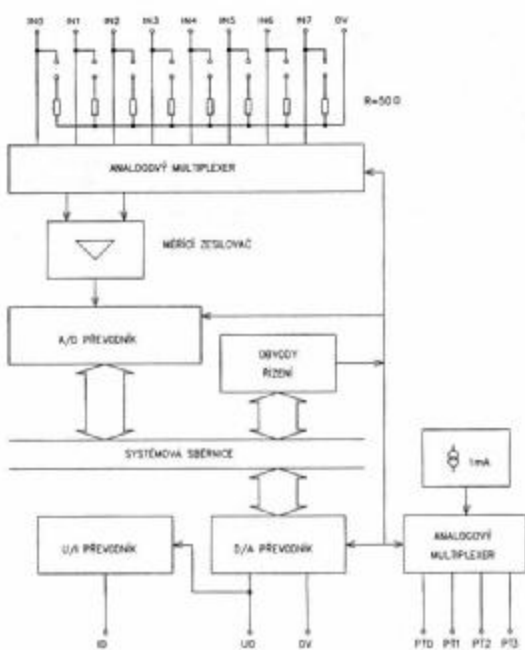 IN0 IN1 IN2 IN3 IN4 IN5 IN6 IN7 0V
R=50Ω
ANALOGOVÝ MULTIPLEXER
MĚŘÍCÍ ZESILOVAČ
A/D PŘEVODNÍK
OBVODY
ŘÍZENÍ
SYSTÉMOVÁ SBĚRNICE
1mA
U/I PŘEVODNÍK
D/A PŘEVODNÍK
ANALOGOVÝ
MULTIPLEXER
IO UO 0V PT0 PT1 PT2 PT3